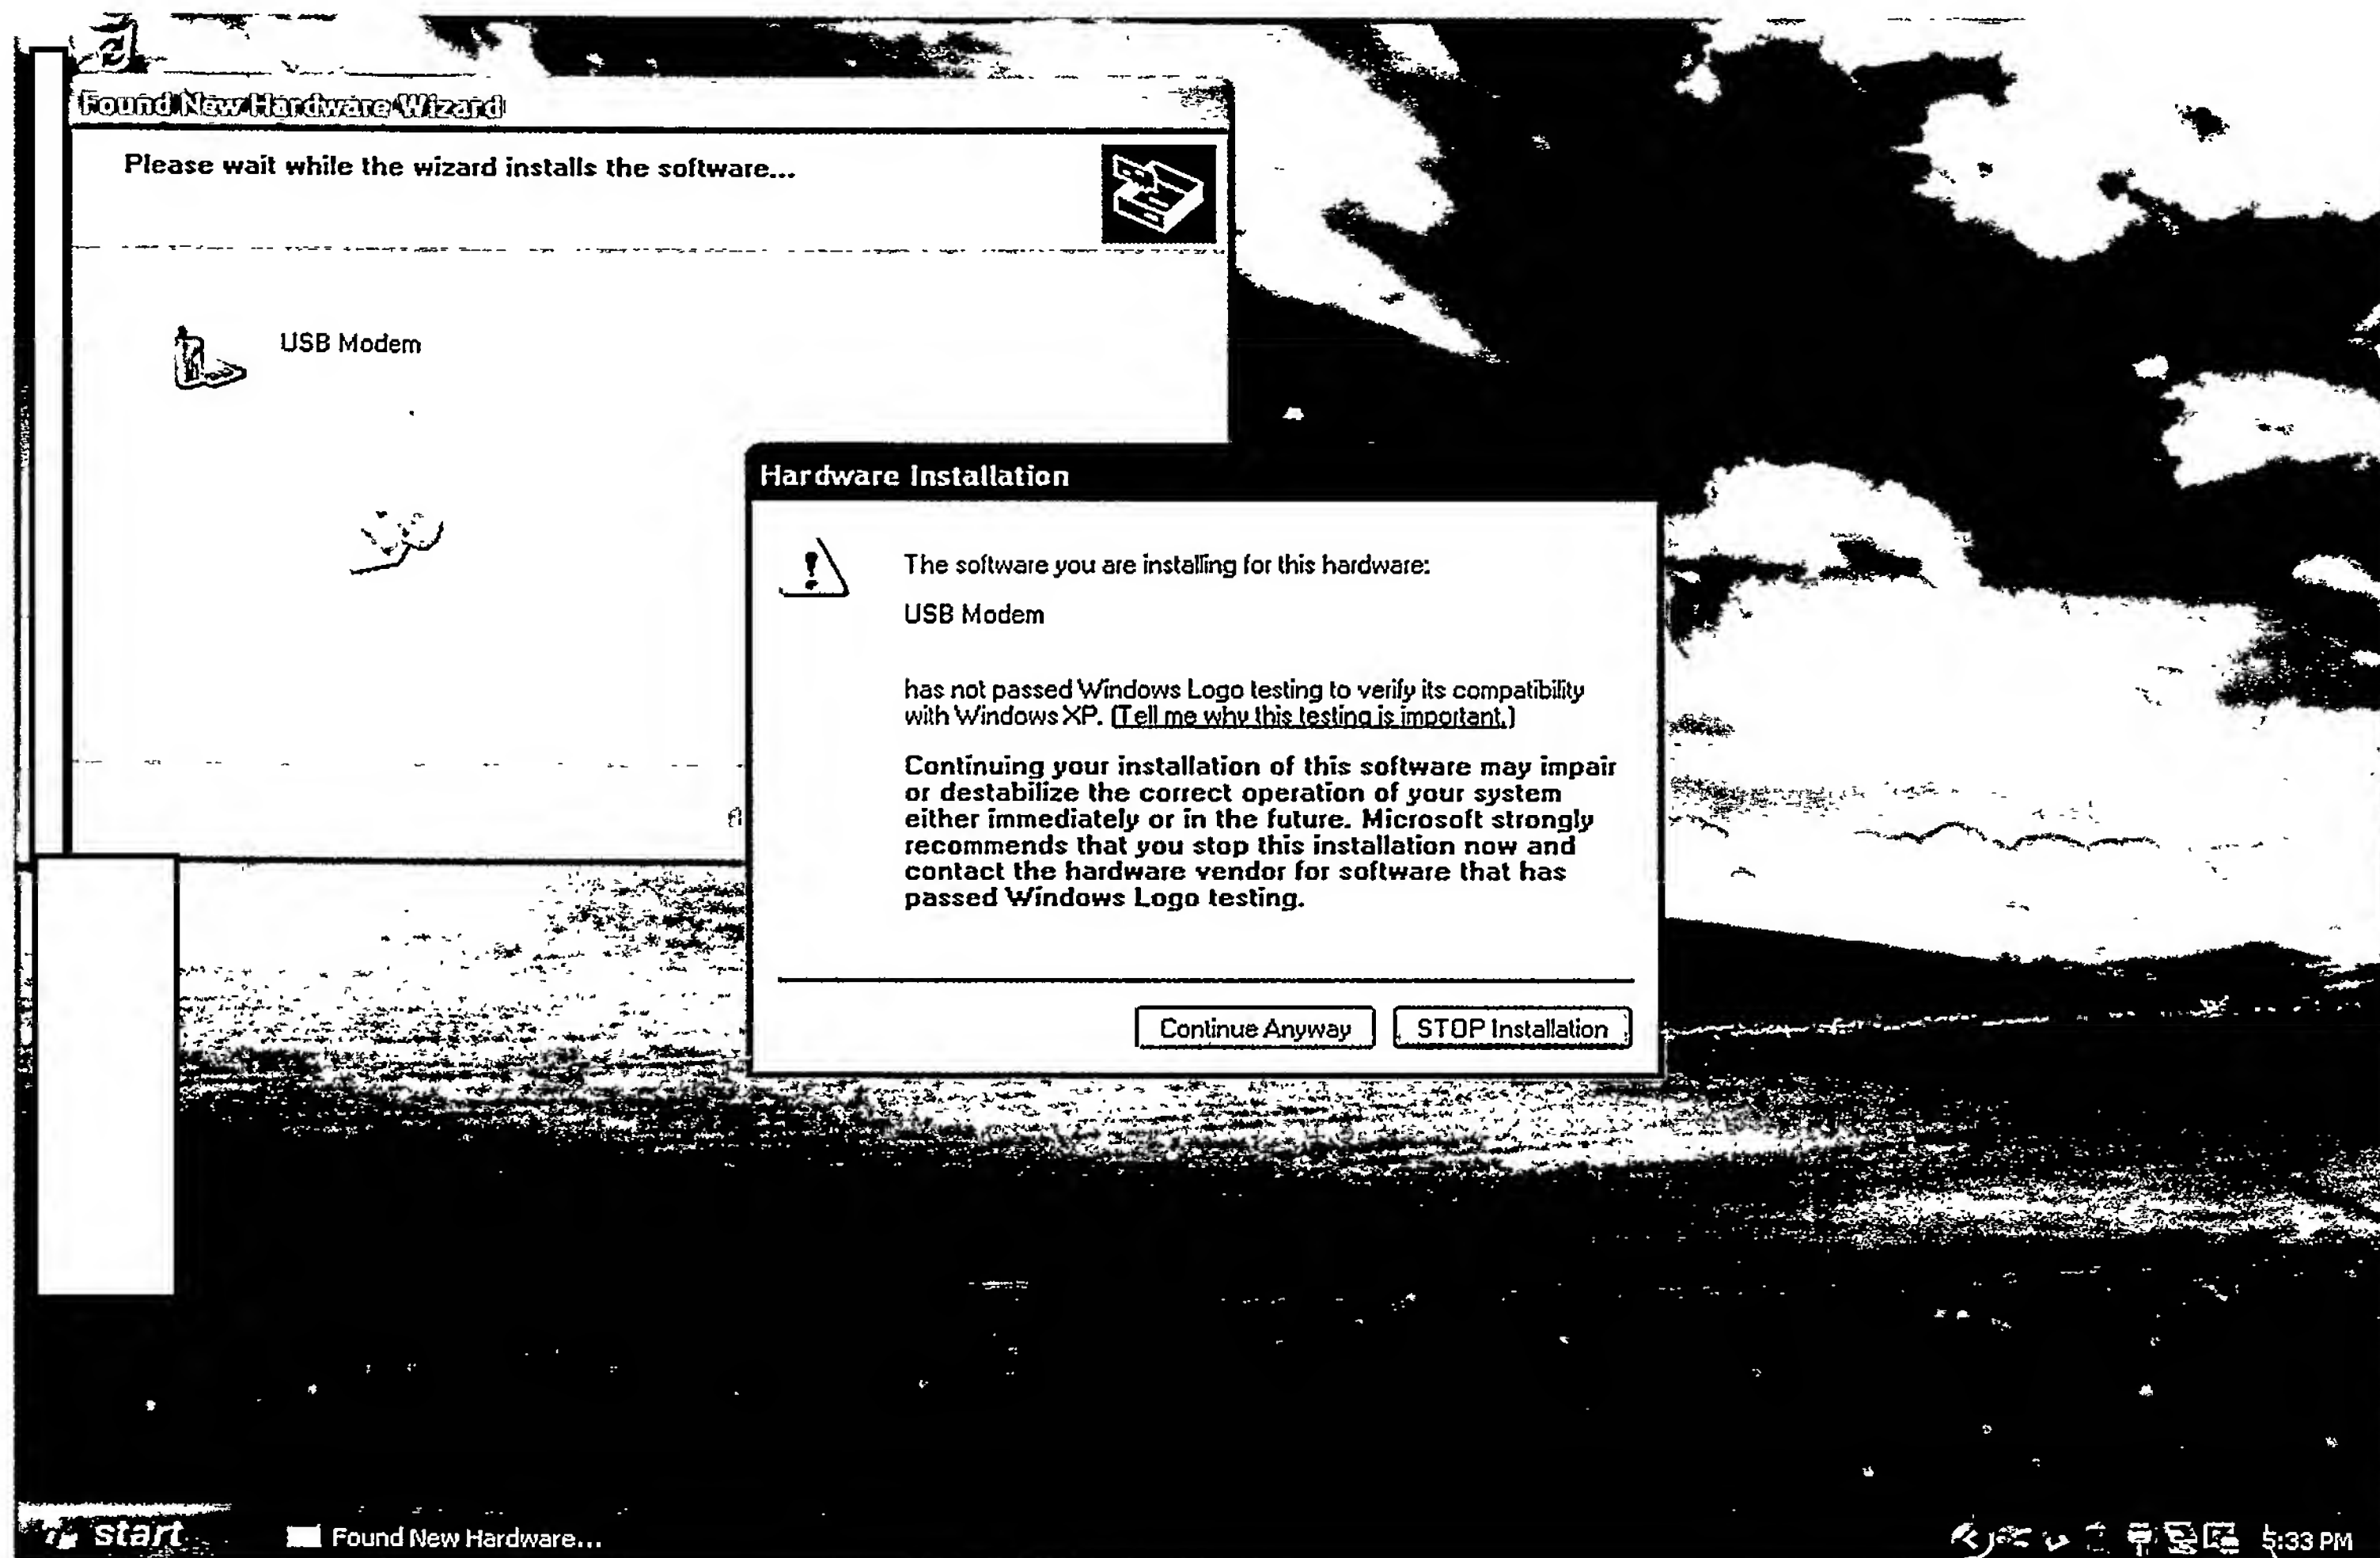 Found New Hardware Wizard
Please wait while the wizard installs the software...
USB Modem
Hardware Installation
The software you are installing for this hardware:
USB Modem
has not passed Windows Logo testing to verify its compatibility
with Windows XP. (Tell me why this testing is important.)
Continuing your installation of this software may impair
or destabilize the correct operation of your system
either immediately or in the future. Microsoft strongly
recommends that you stop this installation now and
contact the hardware vendor for software that has
passed Windows Logo testing.
Continue Anyway
STOP Installation
start
Found New Hardware...
5:33 PM